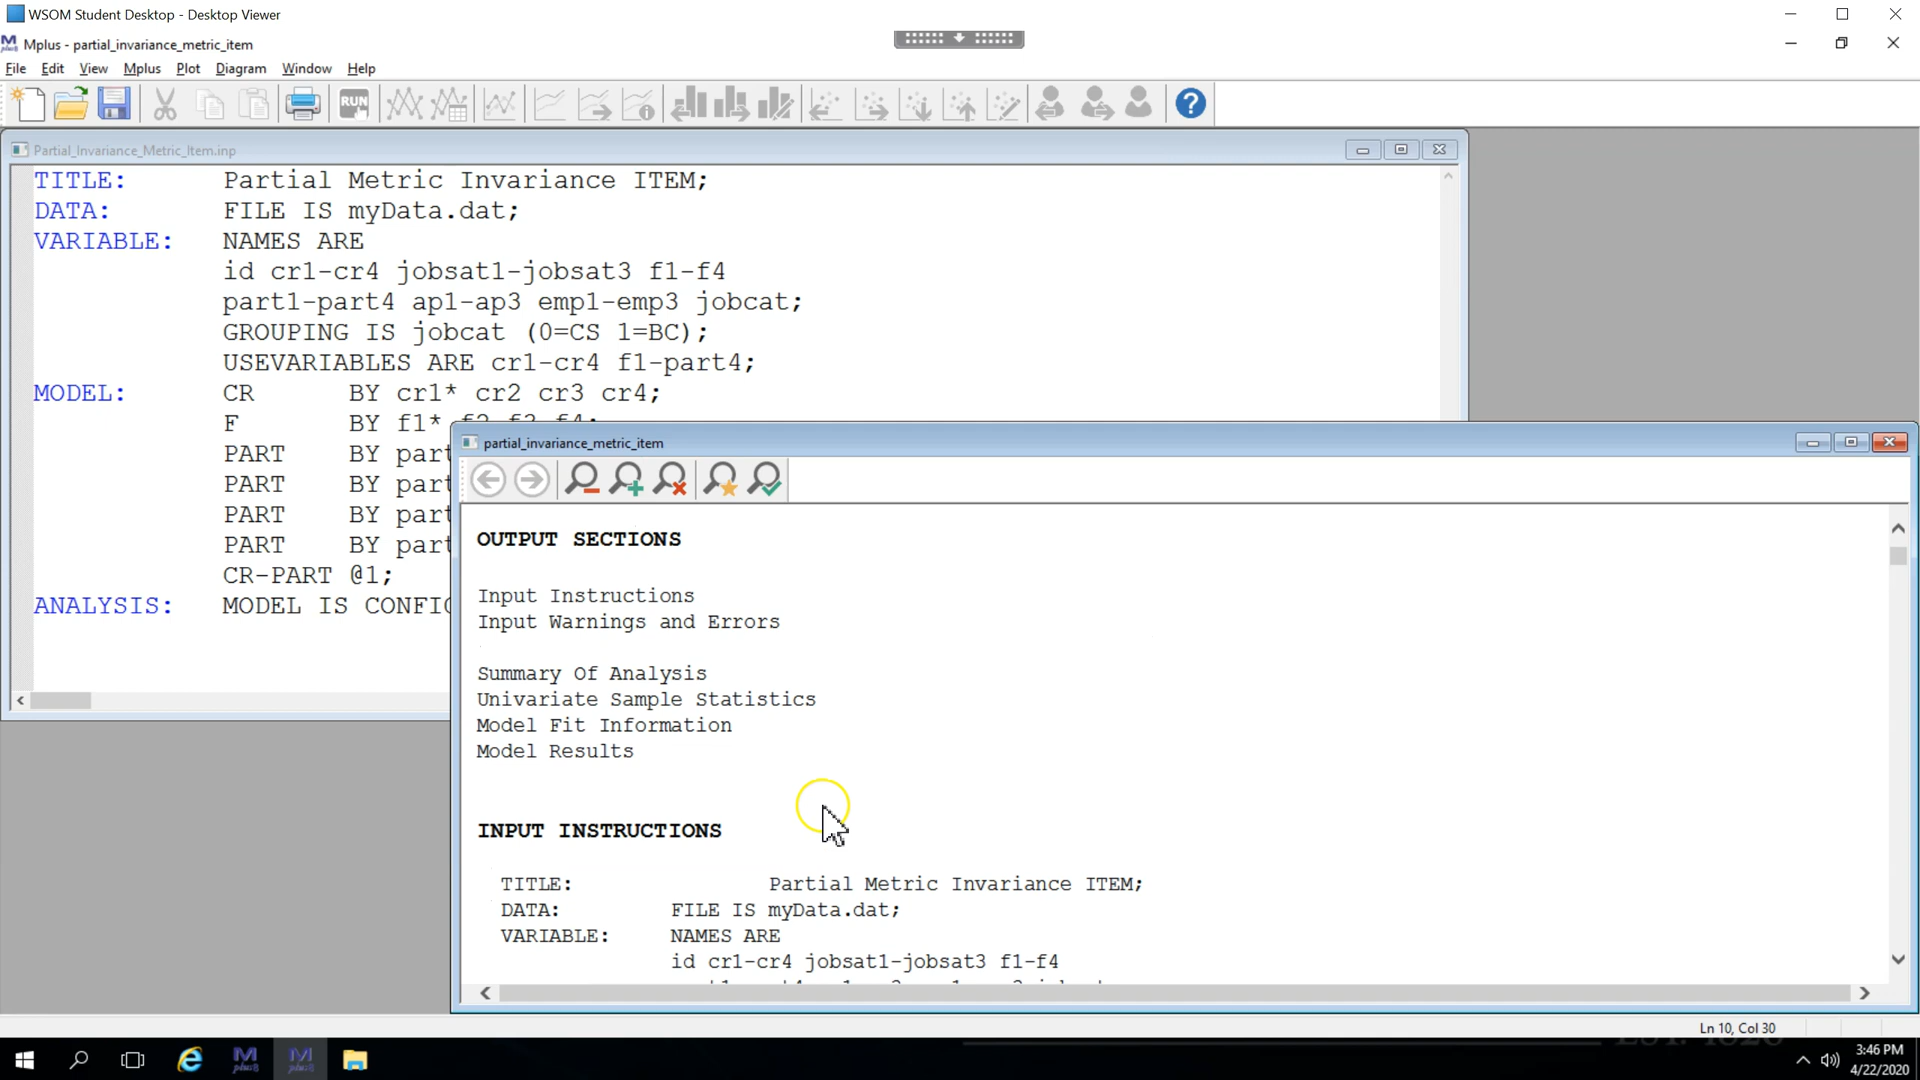 WSOM Student Desktop - Desktop Viewer
Mplus - partial_invariance_metric_item
File Edit View Mplus Plot Diagram Window Help
RUN
Partial_Invariance_Metric_Item.inp
TITLE: Partial Metric Invariance ITEM;
DATA: FILE IS myData.dat;
VARIABLE: NAMES ARE
id cr1-cr4 jobsat1-jobsat3 f1-f4
part1-part4 ap1-ap3 emp1-emp3 jobcat;
GROUPING IS jobcat (0=CS 1=BC);
USEVARIABLES ARE cr1-cr4 f1-part4;
MODEL: CR BY cr1* cr2 cr3 cr4;
F BY f1* f2 f3 f4;
PART BY part
PART BY part
PART BY part
PART BY part
CR-PART @1;
ANALYSIS: MODEL IS CONFIG
partial_invariance_metric_item
OUTPUT SECTIONS
Input Instructions
Input Warnings and Errors
Summary Of Analysis
Univariate Sample Statistics
Model Fit Information
Model Results
INPUT INSTRUCTIONS
TITLE: Partial Metric Invariance ITEM;
DATA: FILE IS myData.dat;
VARIABLE: NAMES ARE
id cr1-cr4 jobsat1-jobsat3 f1-f4
Ln 10, Col 30
3:46 PM
4/22/2020